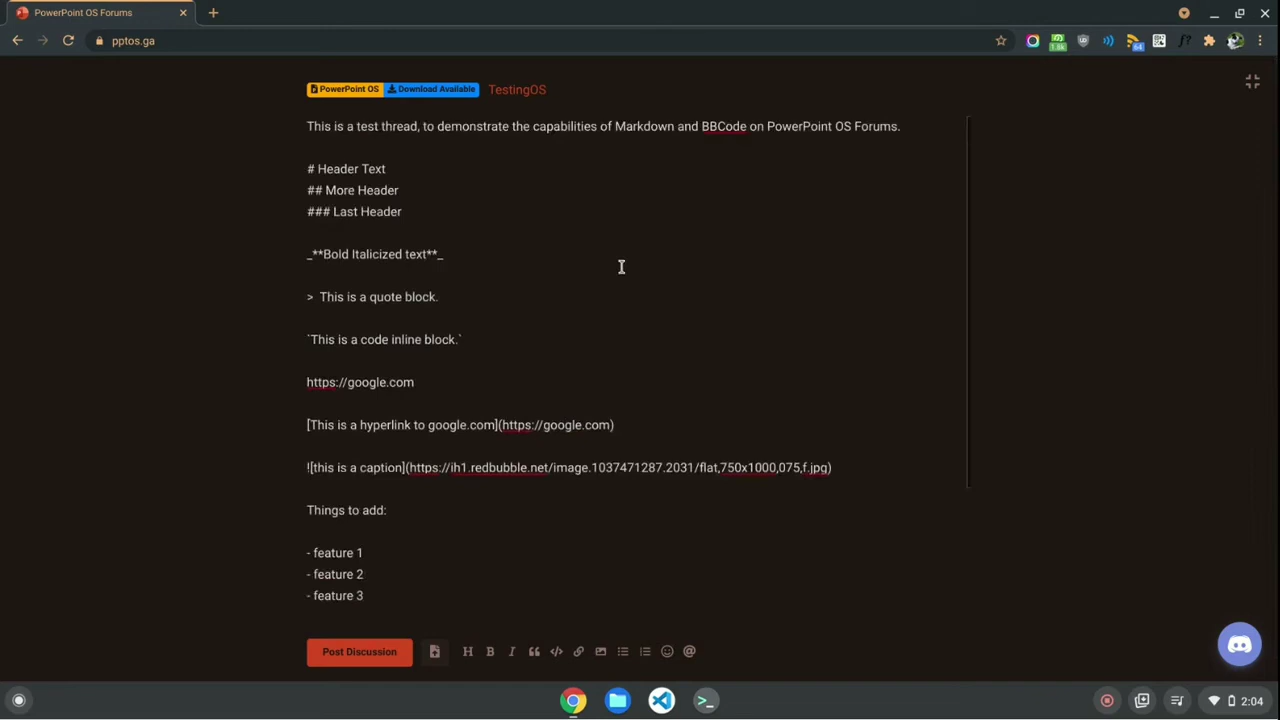 PowerPoint OS Forums
pptos.ga
1.8k
64
f?
PowerPoint OS Download Available TestingOS
This is a test thread, to demonstrate the capabilities of Markdown and BBCode on PowerPoint OS Forums.
# Header Text
## More Header
### Last Header
_**Bold Italicized text**_
> This is a quote block.
`This is a code inline block.`
https://google.com
[This is a hyperlink to google.com](https://google.com)
![this is a caption](https://ih1.redbubble.net/image.1037471287.2031/flat,750x1000,075,f.jpg)
Things to add:
- feature 1
- feature 2
- feature 3
Post Discussion H B I
2:04